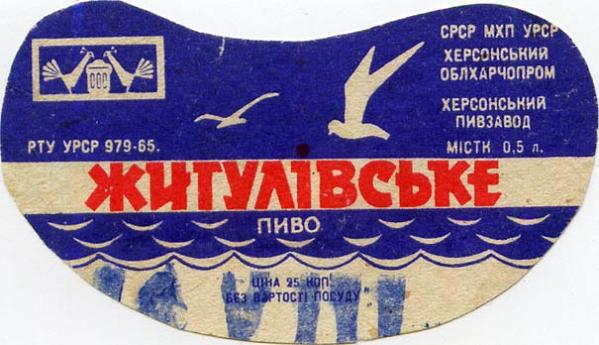 СРСР МХП УРСР
ХЕРСОНСЬКИЙ
ОБЛХАРЧОПРОМ
ХЕРСОНСЬКИЙ
ПИВЗАВОД
РТУ УРСР 979-65.
МІСТК. 0,5 л.
ЖИГУЛІВСЬКЕ
ПИВО
ЦІНА 25 КОП.
БЕЗ ВАРТОСТІ ПОСУДУ